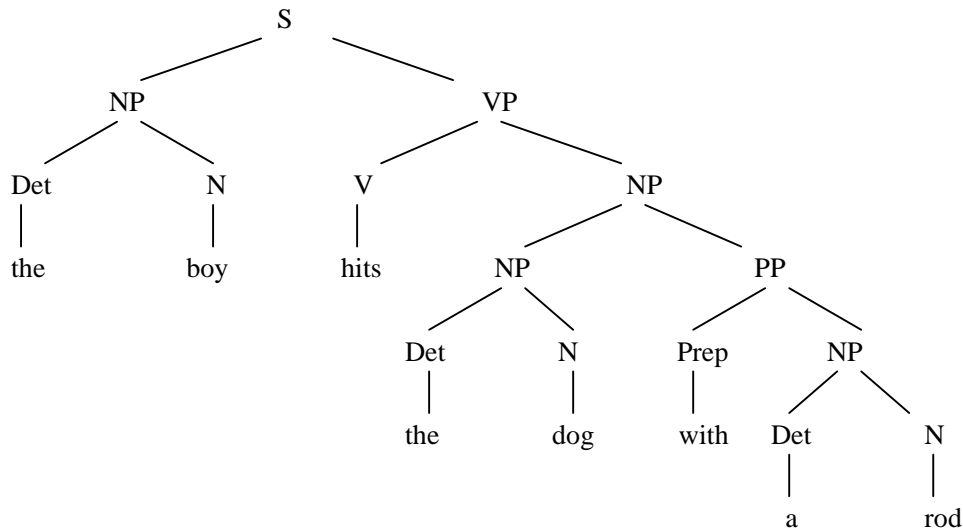 S
NP VP
Det N V NP
the boy hits NP PP
Det N Prep NP
the dog with Det N
a rod